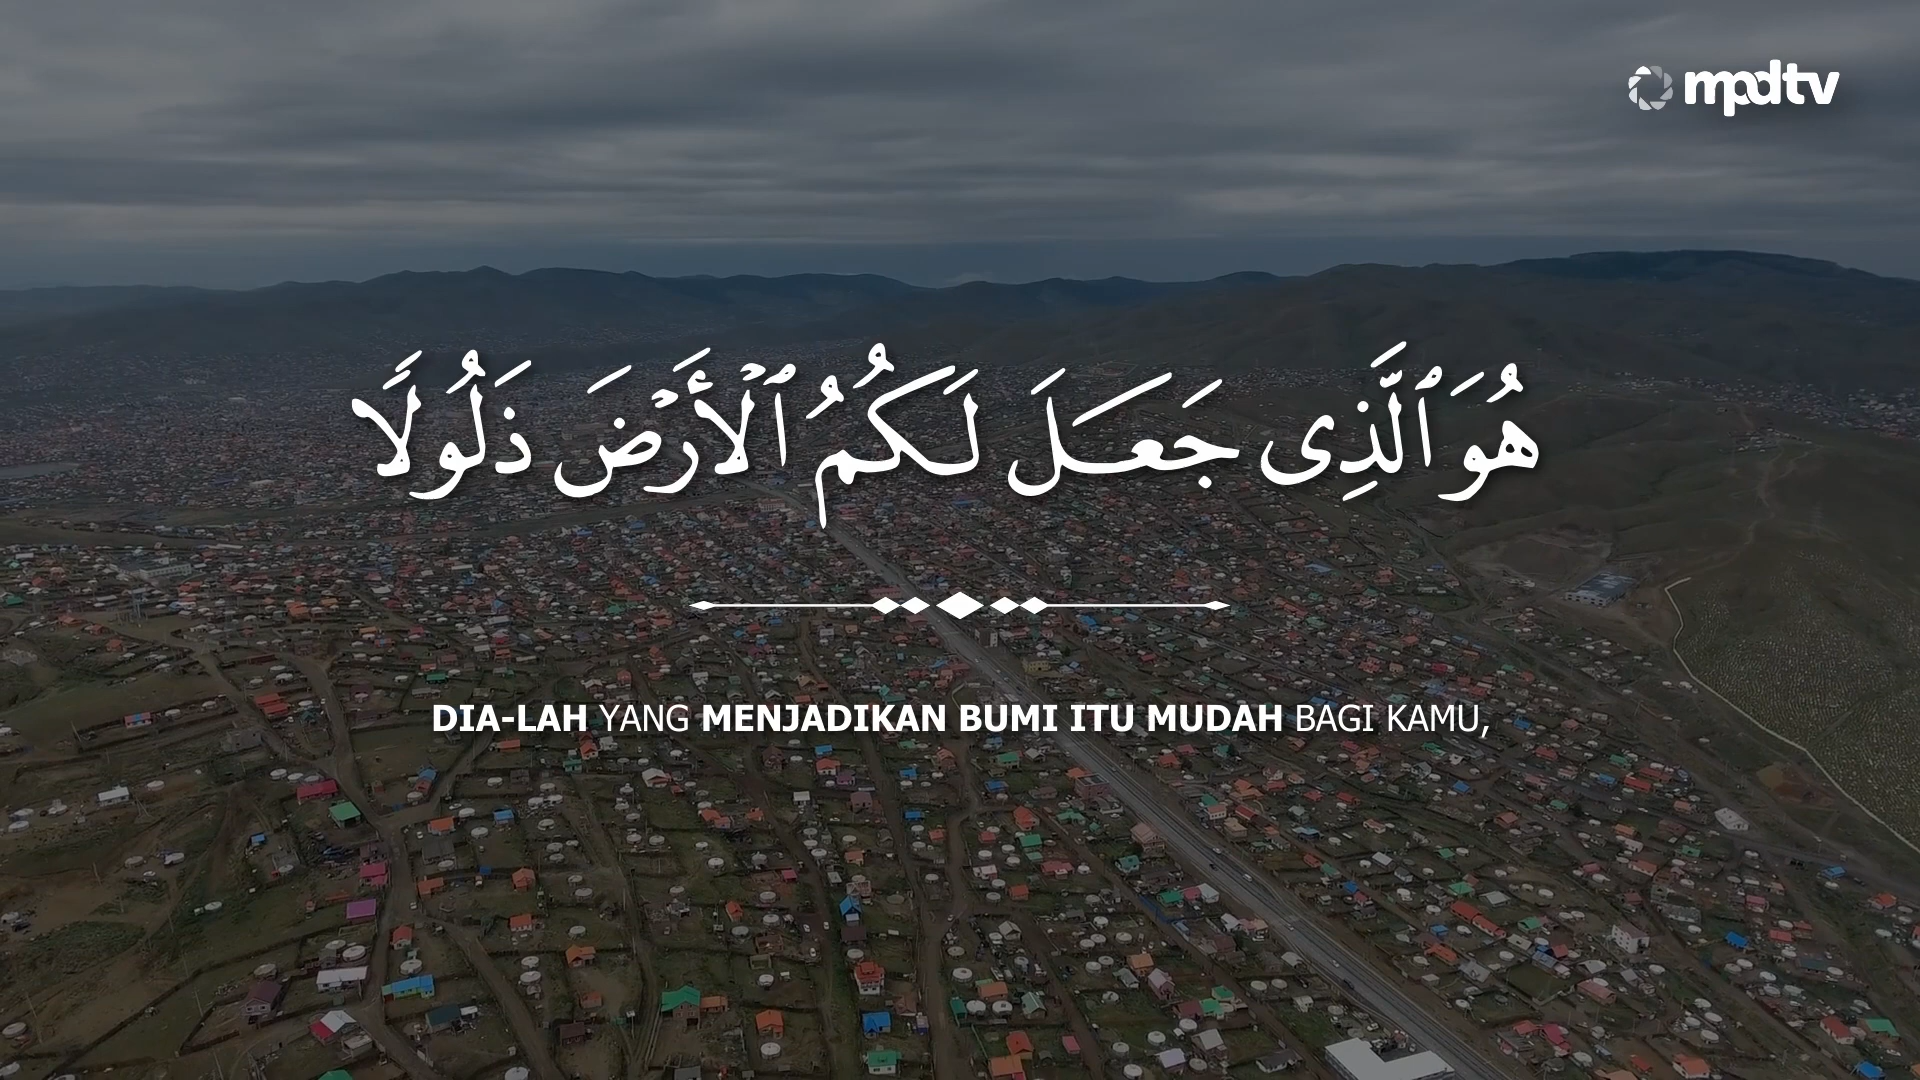 mpdtv
هُوَ ٱلَّذِى جَعَلَ لَكُمُ ٱلْأَرْضَ ذَلُولًا
DIA-LAH YANG MENJADIKAN BUMI ITU MUDAH BAGI KAMU,